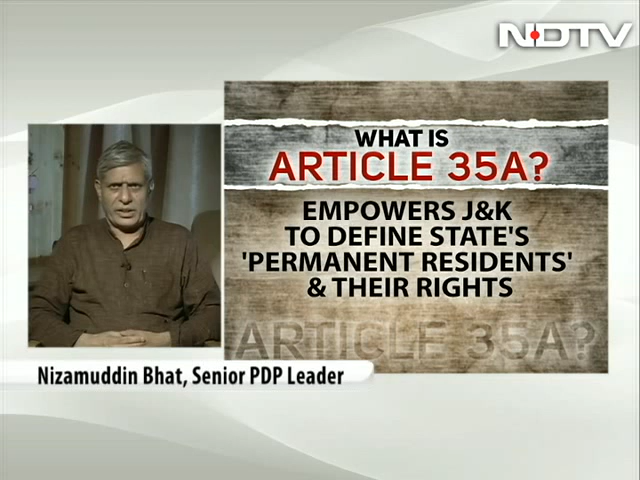 NDTV
WHAT IS
ARTICLE 35A?
EMPOWERS J&K
TO DEFINE STATE'S
'PERMANENT RESIDENTS'
& THEIR RIGHTS
ARTICLE 35A?
Nizamuddin Bhat, Senior PDP Leader